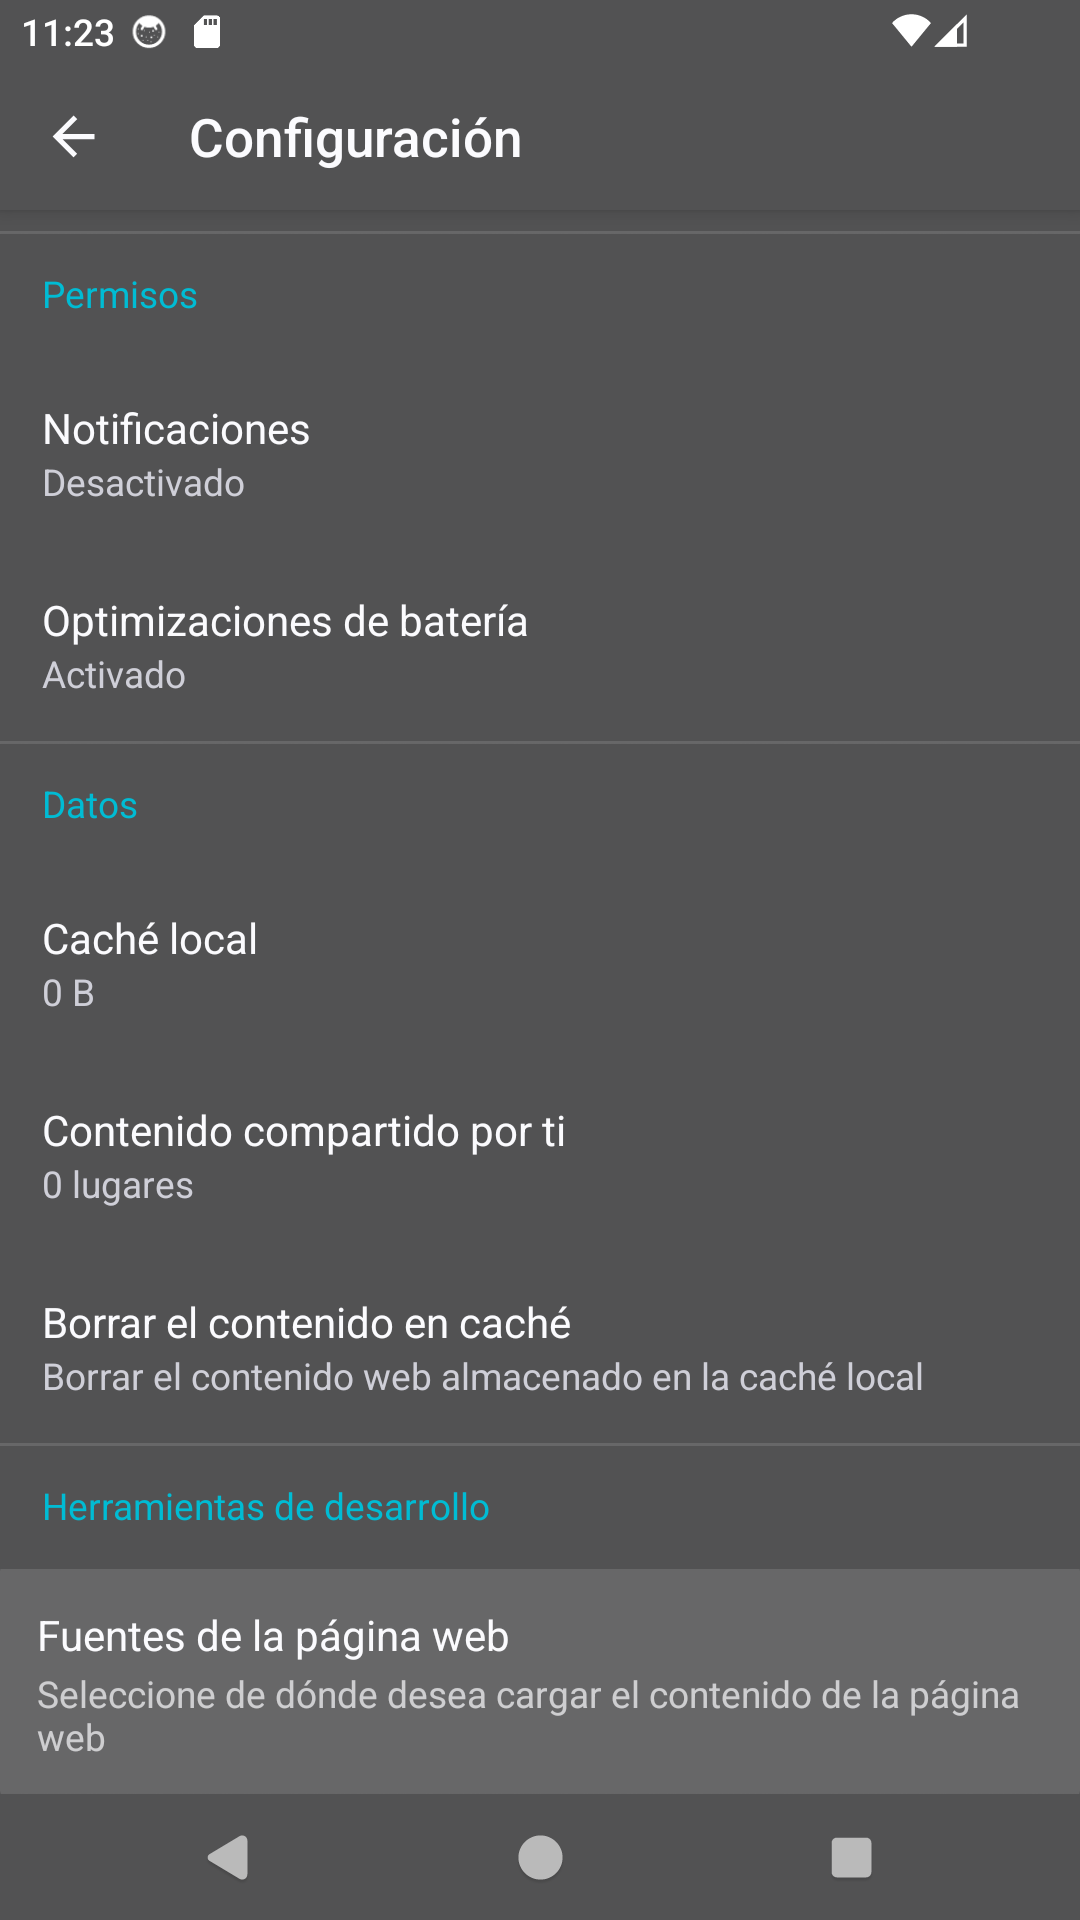 11:23
Configuración
Permisos
Notificaciones
Desactivado
Optimizaciones de batería
Activado
Datos
Caché local
0 B
Contenido compartido por ti
0 lugares
Borrar el contenido en caché
Borrar el contenido web almacenado en la caché local
Herramientas de desarrollo
Fuentes de la página web
Seleccione de dónde desea cargar el contenido de la página
web